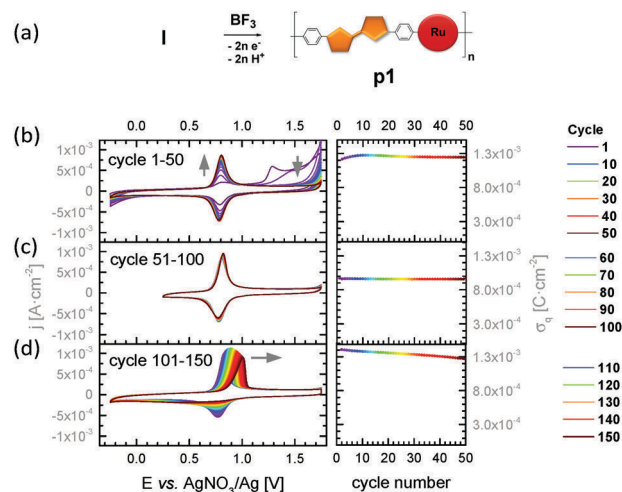 (a)
I
BF3
- 2n e-
- 2n H+
Ru
n
p1
0.0 0.5 1.0 1.5
0 10 20 30 40 50
(b)
1x10-3
5x10-4
0
-5x10-4
-1x10-3
cycle 1-50
1.3x10-3
8.0x10-4
3.0x10-4
(c)
j [A·cm-2]
1x10-3
5x10-4
0
-5x10-4
-1x10-3
cycle 51-100
1.3x10-3
8.0x10-4
3.0x10-4
σq [C·cm-2]
(d)
1x10-3
5x10-4
0
-5x10-4
-1x10-3
cycle 101-150
1.3x10-3
8.0x10-4
3.0x10-4
0.0 0.5 1.0 1.5
E vs. AgNO3/Ag [V]
0 10 20 30 40 50
cycle number
Cycle
1
10
20
30
40
50
60
70
80
90
100
110
120
130
140
150